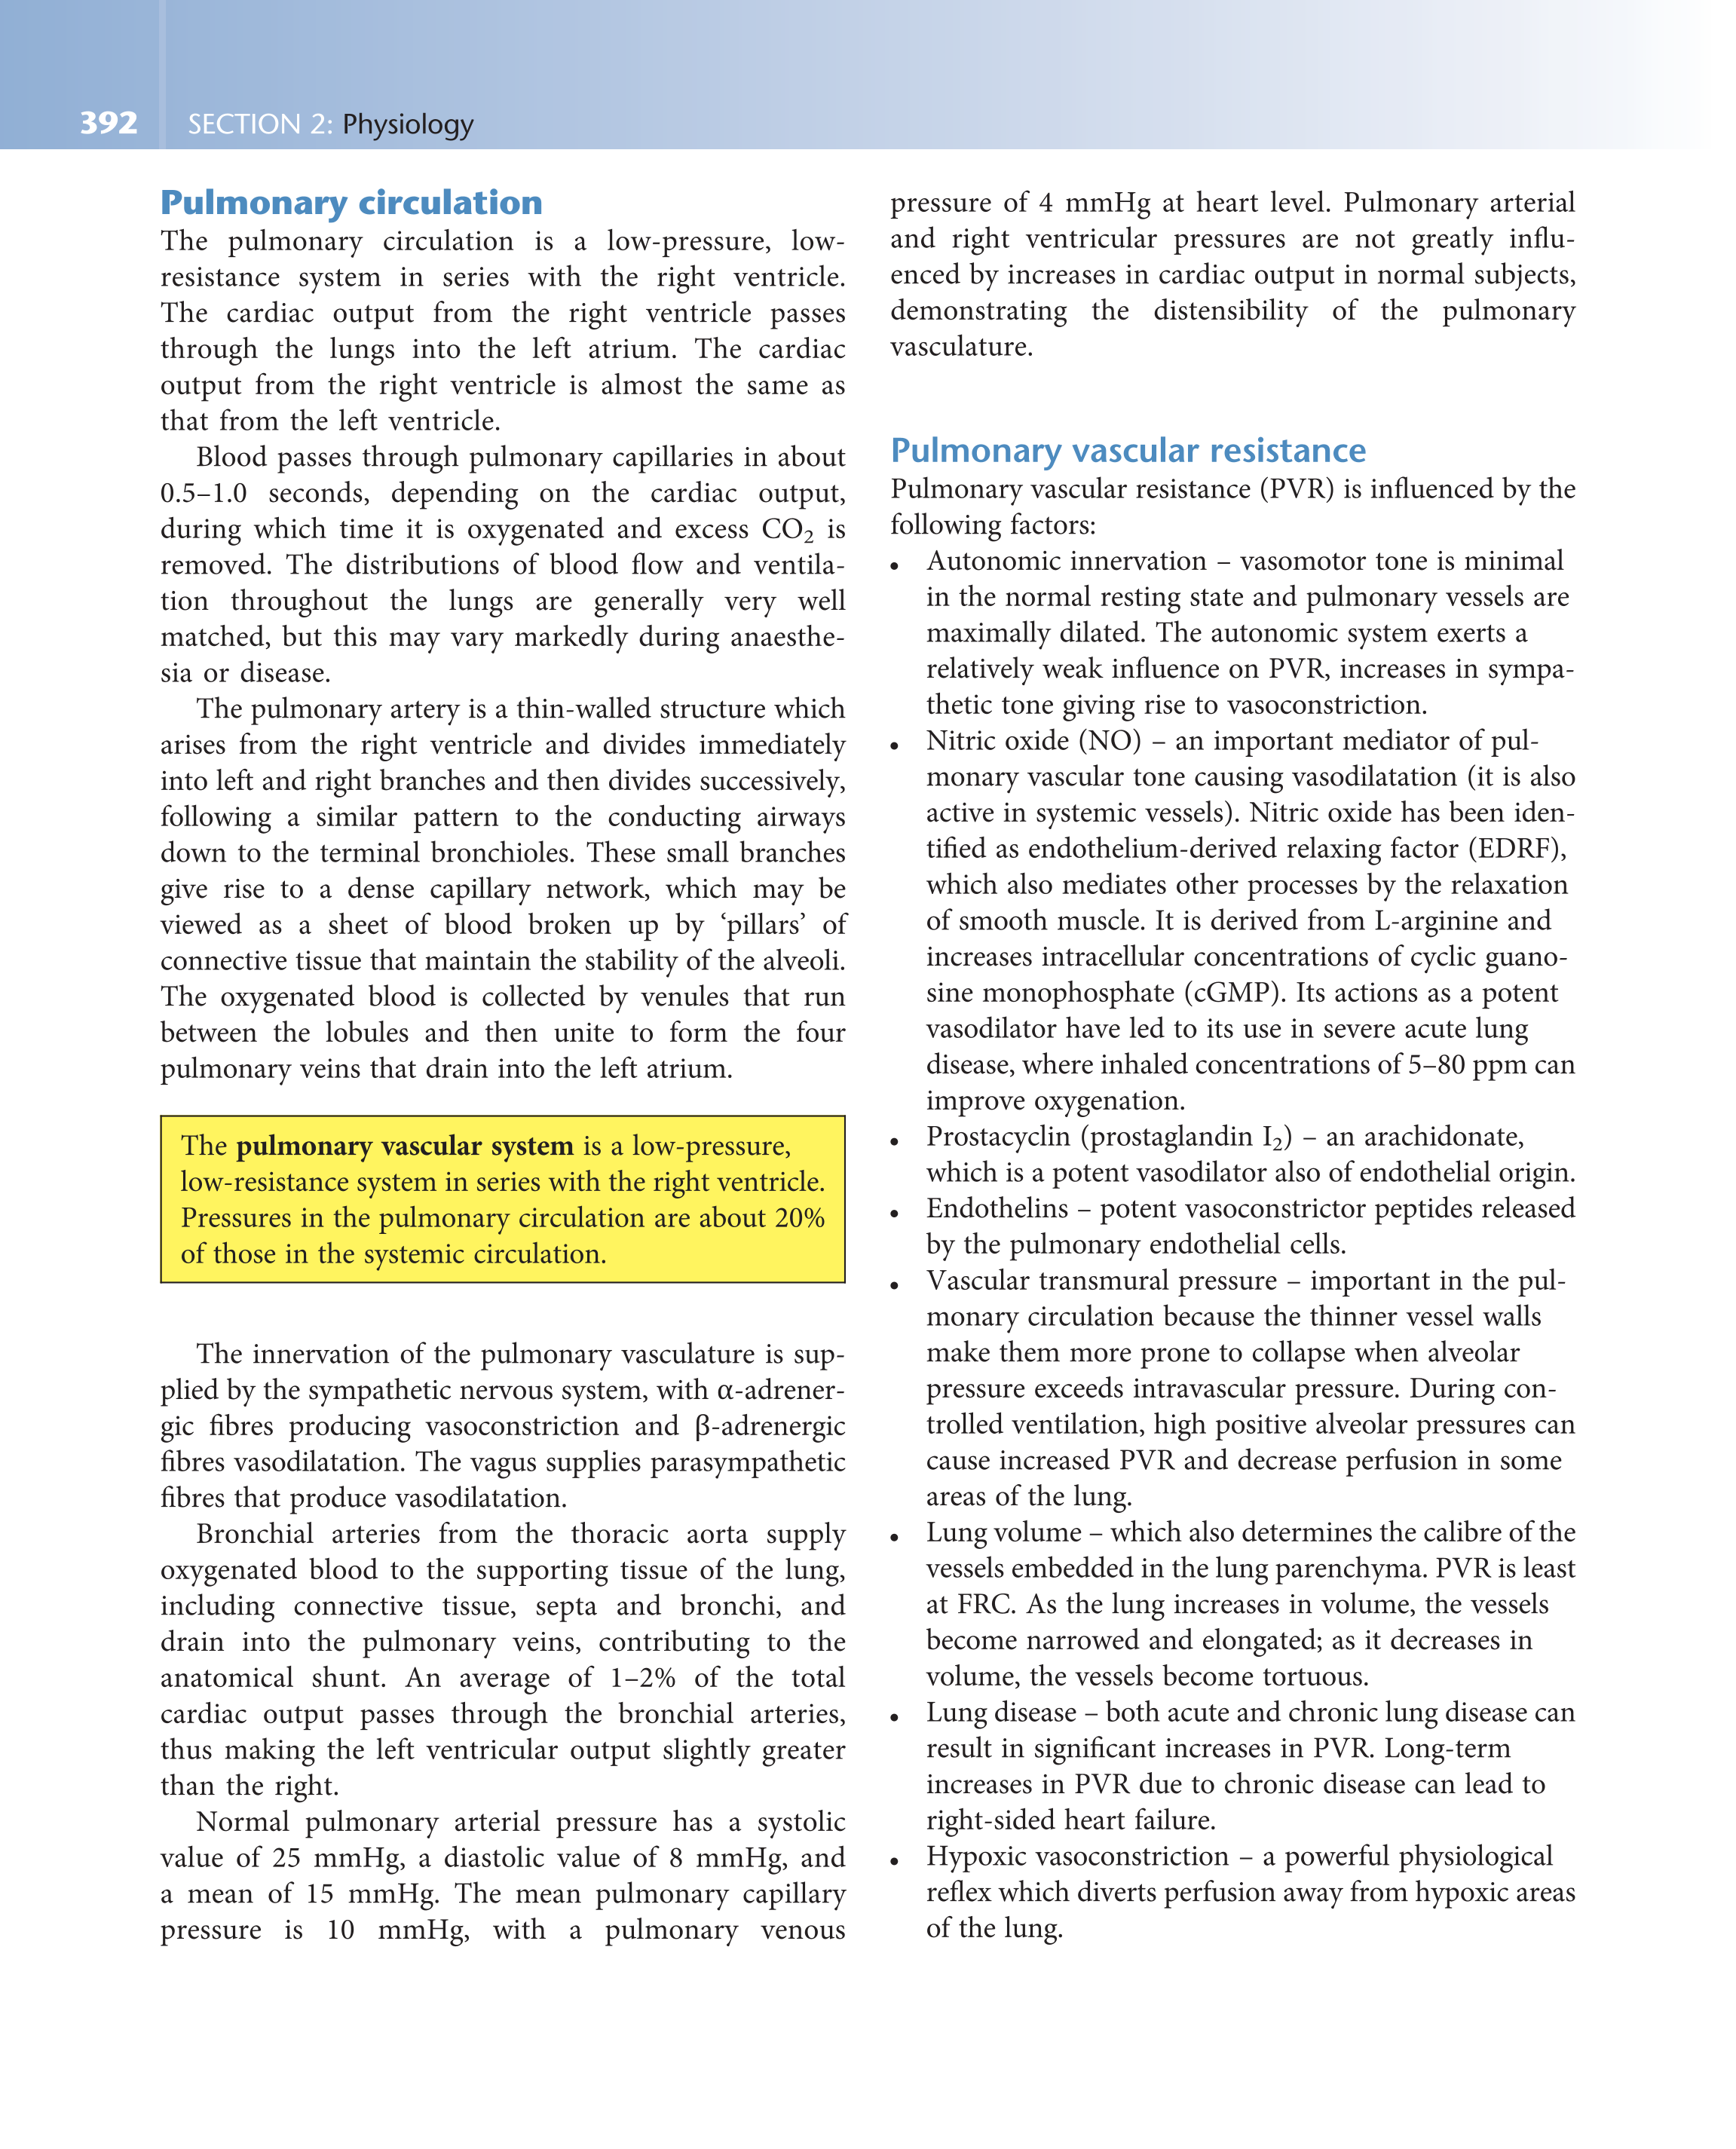 392 SECTION 2: Physiology
Pulmonary circulation
The pulmonary circulation is a low-pressure, low-
resistance system in series with the right ventricle.
The cardiac output from the right ventricle passes
through the lungs into the left atrium. The cardiac
output from the right ventricle is almost the same as
that from the left ventricle.
Blood passes through pulmonary capillaries in about
0.5–1.0 seconds, depending on the cardiac output,
during which time it is oxygenated and excess CO₂ is
removed. The distributions of blood flow and ventila-
tion throughout the lungs are generally very well
matched, but this may vary markedly during anaesthe-
sia or disease.
The pulmonary artery is a thin-walled structure which
arises from the right ventricle and divides immediately
into left and right branches and then divides successively,
following a similar pattern to the conducting airways
down to the terminal bronchioles. These small branches
give rise to a dense capillary network, which may be
viewed as a sheet of blood broken up by ‘pillars’ of
connective tissue that maintain the stability of the alveoli.
The oxygenated blood is collected by venules that run
between the lobules and then unite to form the four
pulmonary veins that drain into the left atrium.
The pulmonary vascular system is a low-pressure,
low-resistance system in series with the right ventricle.
Pressures in the pulmonary circulation are about 20%
of those in the systemic circulation.
The innervation of the pulmonary vasculature is sup-
plied by the sympathetic nervous system, with α-adrener-
gic fibres producing vasoconstriction and β-adrenergic
fibres vasodilatation. The vagus supplies parasympathetic
fibres that produce vasodilatation.
Bronchial arteries from the thoracic aorta supply
oxygenated blood to the supporting tissue of the lung,
including connective tissue, septa and bronchi, and
drain into the pulmonary veins, contributing to the
anatomical shunt. An average of 1–2% of the total
cardiac output passes through the bronchial arteries,
thus making the left ventricular output slightly greater
than the right.
Normal pulmonary arterial pressure has a systolic
value of 25 mmHg, a diastolic value of 8 mmHg, and
a mean of 15 mmHg. The mean pulmonary capillary
pressure is 10 mmHg, with a pulmonary venous
pressure of 4 mmHg at heart level. Pulmonary arterial
and right ventricular pressures are not greatly influ-
enced by increases in cardiac output in normal subjects,
demonstrating the distensibility of the pulmonary
vasculature.
Pulmonary vascular resistance
Pulmonary vascular resistance (PVR) is influenced by the
following factors:
• Autonomic innervation – vasomotor tone is minimal
in the normal resting state and pulmonary vessels are
maximally dilated. The autonomic system exerts a
relatively weak influence on PVR, increases in sympa-
thetic tone giving rise to vasoconstriction.
• Nitric oxide (NO) – an important mediator of pul-
monary vascular tone causing vasodilatation (it is also
active in systemic vessels). Nitric oxide has been iden-
tified as endothelium-derived relaxing factor (EDRF),
which also mediates other processes by the relaxation
of smooth muscle. It is derived from L-arginine and
increases intracellular concentrations of cyclic guano-
sine monophosphate (cGMP). Its actions as a potent
vasodilator have led to its use in severe acute lung
disease, where inhaled concentrations of 5–80 ppm can
improve oxygenation.
• Prostacyclin (prostaglandin I₂) – an arachidonate,
which is a potent vasodilator also of endothelial origin.
• Endothelins – potent vasoconstrictor peptides released
by the pulmonary endothelial cells.
• Vascular transmural pressure – important in the pul-
monary circulation because the thinner vessel walls
make them more prone to collapse when alveolar
pressure exceeds intravascular pressure. During con-
trolled ventilation, high positive alveolar pressures can
cause increased PVR and decrease perfusion in some
areas of the lung.
• Lung volume – which also determines the calibre of the
vessels embedded in the lung parenchyma. PVR is least
at FRC. As the lung increases in volume, the vessels
become narrowed and elongated; as it decreases in
volume, the vessels become tortuous.
• Lung disease – both acute and chronic lung disease can
result in significant increases in PVR. Long-term
increases in PVR due to chronic disease can lead to
right-sided heart failure.
• Hypoxic vasoconstriction – a powerful physiological
reflex which diverts perfusion away from hypoxic areas
of the lung.